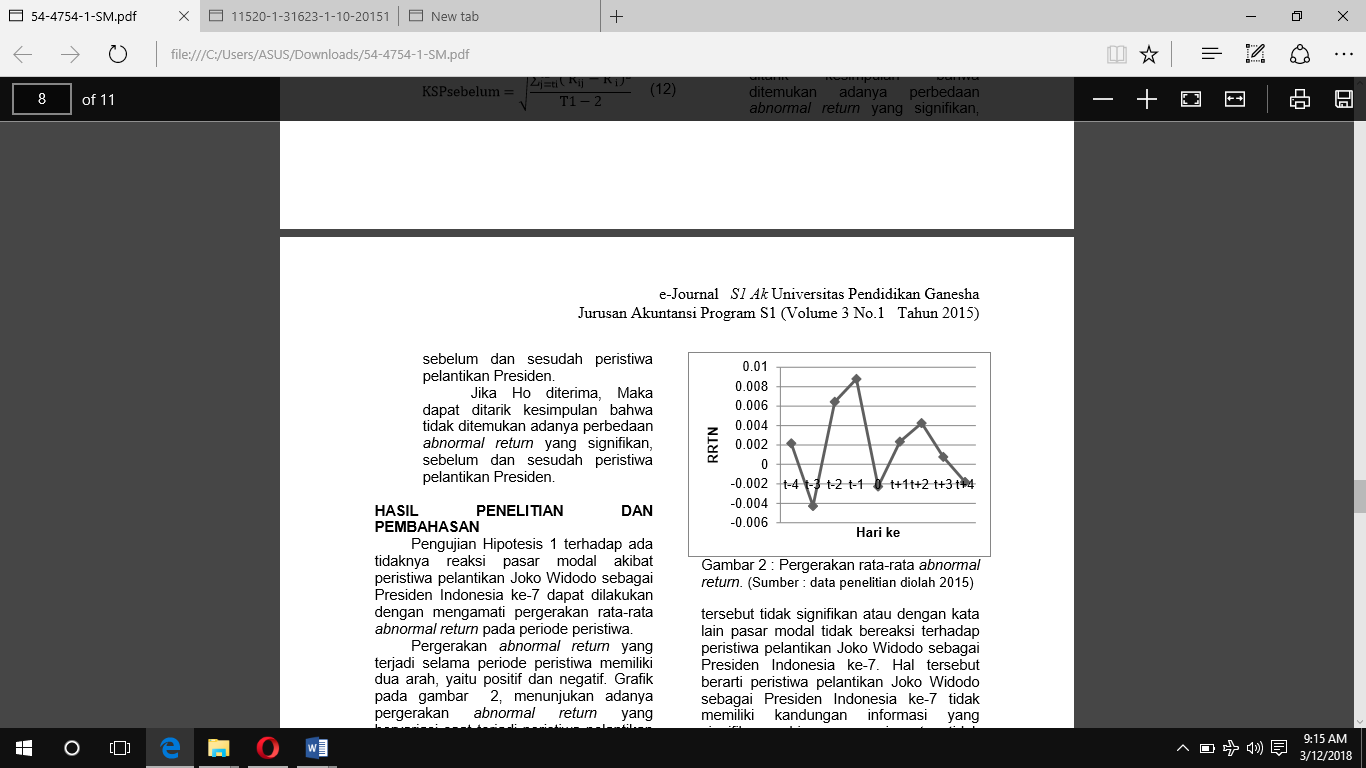 54-4754-1-SM.pdf
11520-1-31623-1-10-20151
New tab
file:///C:/Users/ASUS/Downloads/54-4754-1-SM.pdf
8 of 11
KSPsebelum =
T1 − 2
(12)
ditarik kesimpulan bahwa
ditemukan adanya perbedaan
abnormal return yang signifikan,
e-Journal S1 Ak Universitas Pendidikan Ganesha
Jurusan Akuntansi Program S1 (Volume 3 No.1 Tahun 2015)
sebelum dan sesudah peristiwa
pelantikan Presiden.
Jika Ho diterima, Maka
dapat ditarik kesimpulan bahwa
tidak ditemukan adanya perbedaan
abnormal return yang signifikan,
sebelum dan sesudah peristiwa
pelantikan Presiden.
HASIL PENELITIAN DAN
PEMBAHASAN
Pengujian Hipotesis 1 terhadap ada
tidaknya reaksi pasar modal akibat
peristiwa pelantikan Joko Widodo sebagai
Presiden Indonesia ke-7 dapat dilakukan
dengan mengamati pergerakan rata-rata
abnormal return pada periode peristiwa.
Pergerakan abnormal return yang
terjadi selama periode peristiwa memiliki
dua arah, yaitu positif dan negatif. Grafik
pada gambar 2, menunjukan adanya
pergerakan abnormal return yang
0.01
0.008
0.006
0.004
0.002
0
-0.002
-0.004
-0.006
RRTN
t-4 t-3 t-2 t-1 0 t+1 t+2 t+3 t+4
Hari ke
Gambar 2 : Pergerakan rata-rata abnormal
return. (Sumber : data penelitian diolah 2015)
tersebut tidak signifikan atau dengan kata
lain pasar modal tidak bereaksi terhadap
peristiwa pelantikan Joko Widodo sebagai
Presiden Indonesia ke-7. Hal tersebut
berarti peristiwa pelantikan Joko Widodo
sebagai Presiden Indonesia ke-7 tidak
memiliki kandungan informasi yang
9:15 AM
3/12/2018